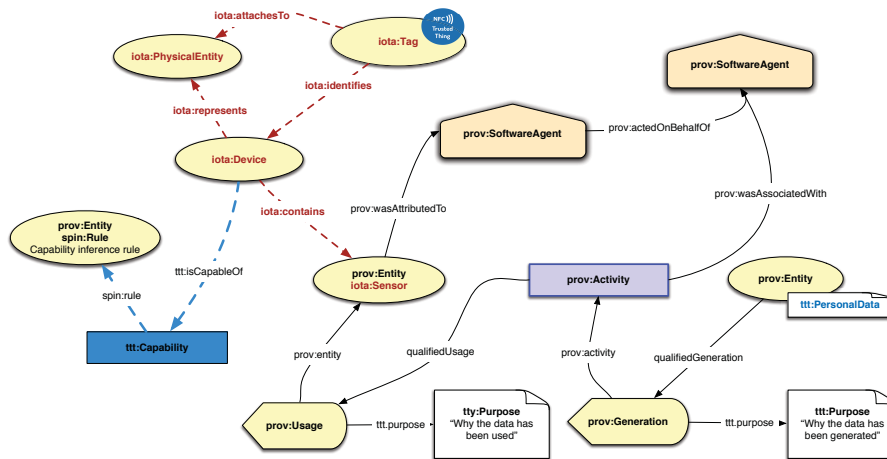 iota:attachesTo
NFC
Trusted
Thing
iota:Tag
iota:PhysicalEntity
prov:SoftwareAgent
iota:identifies
iota:represents
prov:SoftwareAgent
prov:actedOnBehalfOf
iota:Device
prov:wasAssociatedWith
iota:contains
prov:wasAttributedTo
prov:Entity
spin:Rule
Capability inference rule
ttt:isCapableOf
prov:Entity
iota:Sensor
prov:Activity
prov:Entity
ttt:PersonalData
spin:rule
ttt:Capability
prov:entity
qualifiedUsage
prov:activity
qualifiedGeneration
prov:Usage
ttt.purpose
tty:Purpose
“Why the data has
been used”
prov:Generation
ttt.purpose
ttt:Purpose
“Why the data has
been generated”